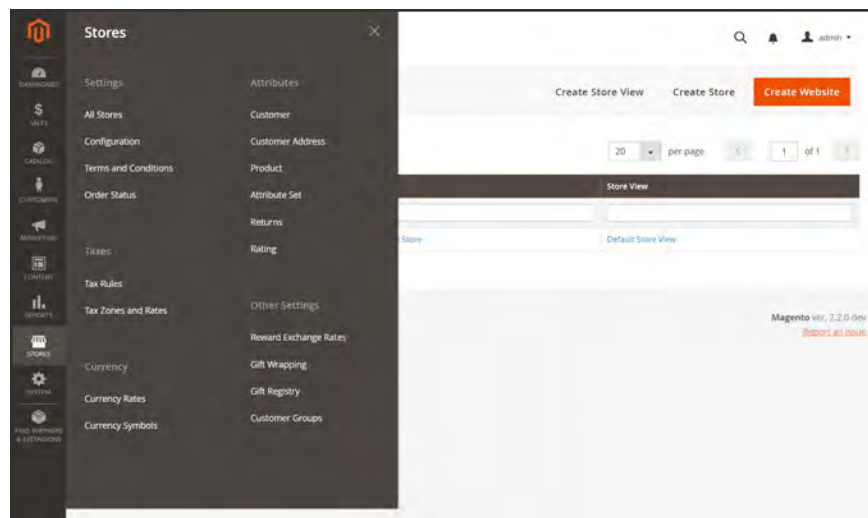 Stores
admin
DASHBOARD
SALES
CATALOG
CUSTOMERS
MARKETING
CONTENT
REPORTS
STORES
SYSTEM
FIND PARTNERS
& EXTENSIONS
Settings
All Stores
Configuration
Terms and Conditions
Order Status
Taxes
Tax Rules
Tax Zones and Rates
Currency
Currency Rates
Currency Symbols
Attributes
Customer
Customer Address
Product
Attribute Set
Returns
Rating
Other Settings
Reward Exchange Rates
Gift Wrapping
Gift Registry
Customer Groups
Create Store View
Create Store
Create Website
20 per page
1 of 1
Store View
Store
Default Store View
Magento ver. 2.2.0-dev
Report an issue